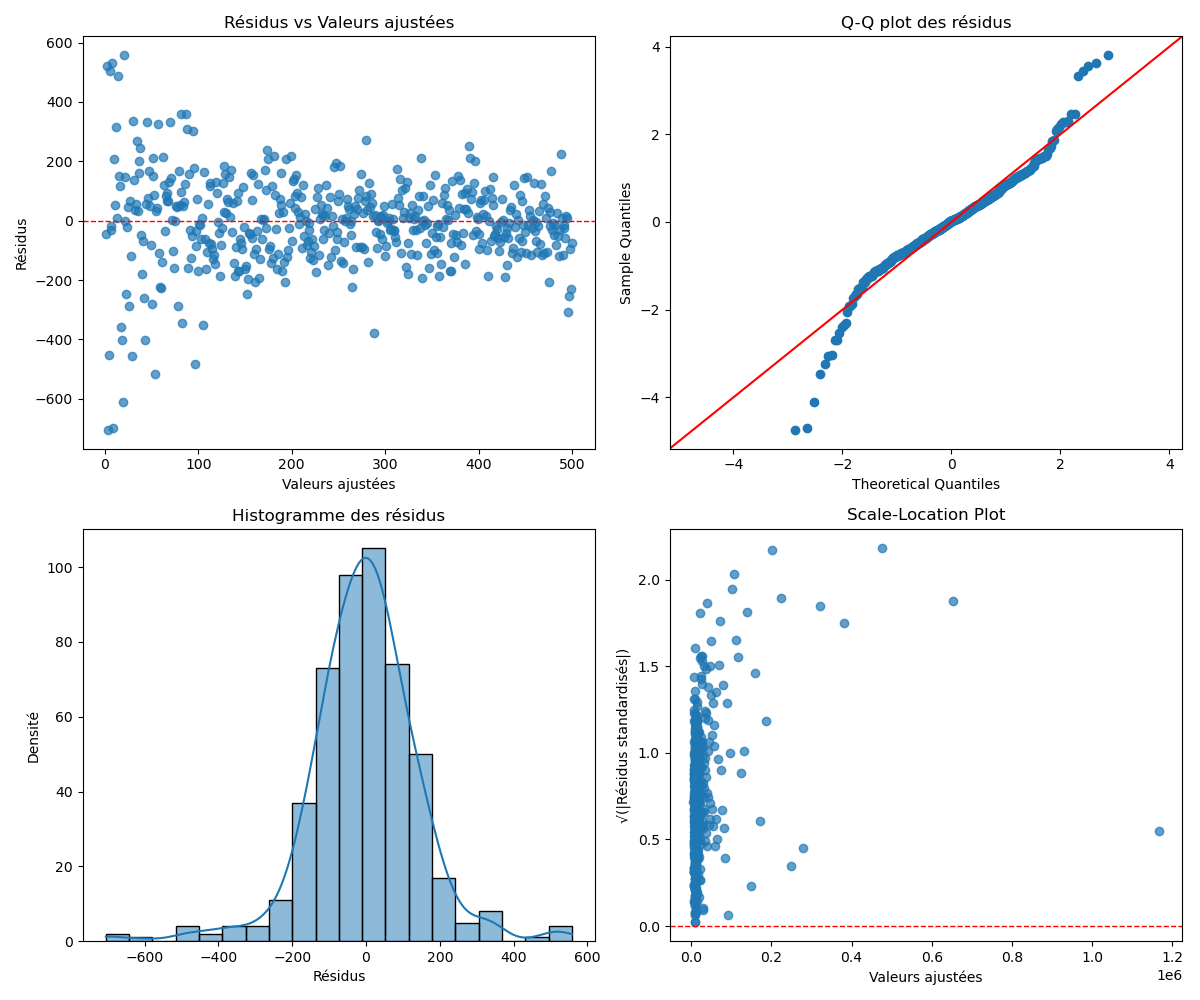 Résidus vs Valeurs ajustées
600
400
200
0
−200
−400
−600
Résidus
0 100 200 300 400 500
Valeurs ajustées
Q-Q plot des résidus
4
2
0
−2
−4
Sample Quantiles
−4 −2 0 2 4
Theoretical Quantiles
Histogramme des résidus
100
80
60
40
20
0
Densité
−600 −400 −200 0 200 400 600
Résidus
Scale-Location Plot
2.0
1.5
1.0
0.5
0.0
√(|Résidus standardisés|)
0.0 0.2 0.4 0.6 0.8 1.0 1.2
1e6
Valeurs ajustées